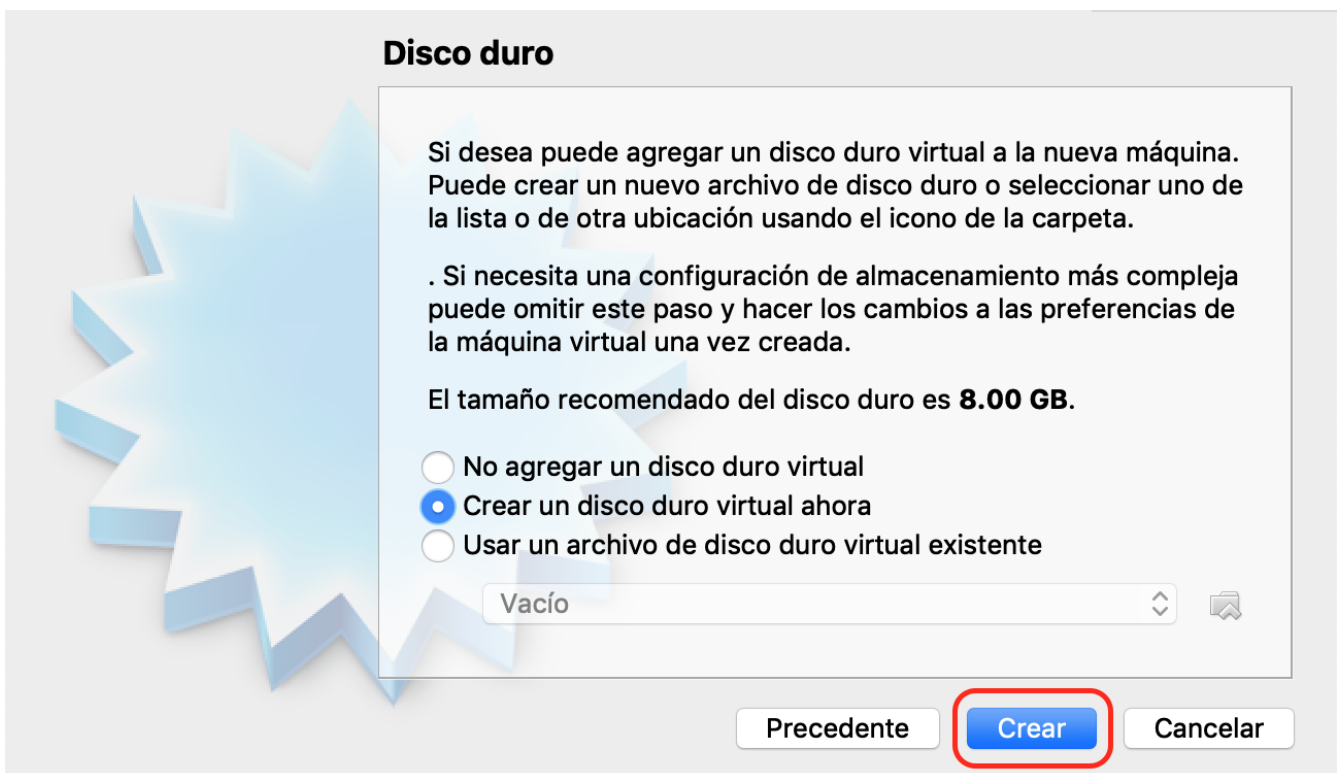 Disco duro
Si desea puede agregar un disco duro virtual a la nueva máquina.
Puede crear un nuevo archivo de disco duro o seleccionar uno de
la lista o de otra ubicación usando el icono de la carpeta.
. Si necesita una configuración de almacenamiento más compleja
puede omitir este paso y hacer los cambios a las preferencias de
la máquina virtual una vez creada.
El tamaño recomendado del disco duro es 8.00 GB.
No agregar un disco duro virtual
Crear un disco duro virtual ahora
Usar un archivo de disco duro virtual existente
Vacío
Precedente Crear Cancelar